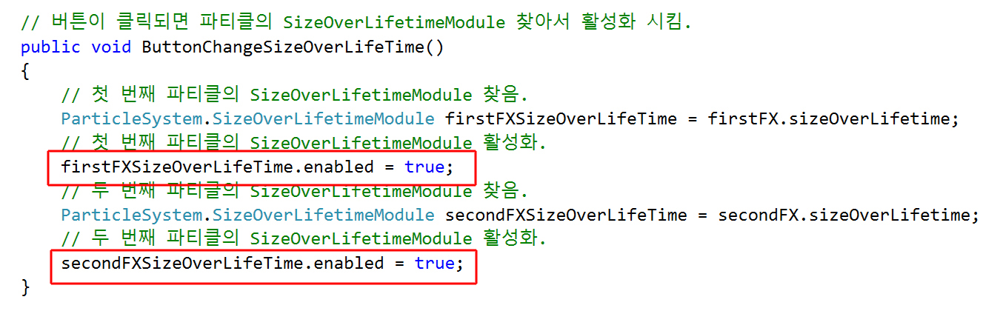 // 버튼이 클릭되면 파티클의 SizeOverLifetimeModule 찾아서 활성화 시킴.
public void ButtonChangeSizeOverLifeTime()
{
// 첫 번째 파티클의 SizeOverLifetimeModule 찾음.
ParticleSystem.SizeOverLifetimeModule firstFXSizeOverLifeTime = firstFX.sizeOverLifetime;
// 첫 번째 파티클의 SizeOverLifetimeModule 활성화.
firstFXSizeOverLifeTime.enabled = true;
// 두 번째 파티클의 SizeOverLifetimeModule 찾음.
ParticleSystem.SizeOverLifetimeModule secondFXSizeOverLifeTime = secondFX.sizeOverLifetime;
// 두 번째 파티클의 SizeOverLifetimeModule 활성화.
secondFXSizeOverLifeTime.enabled = true;
}